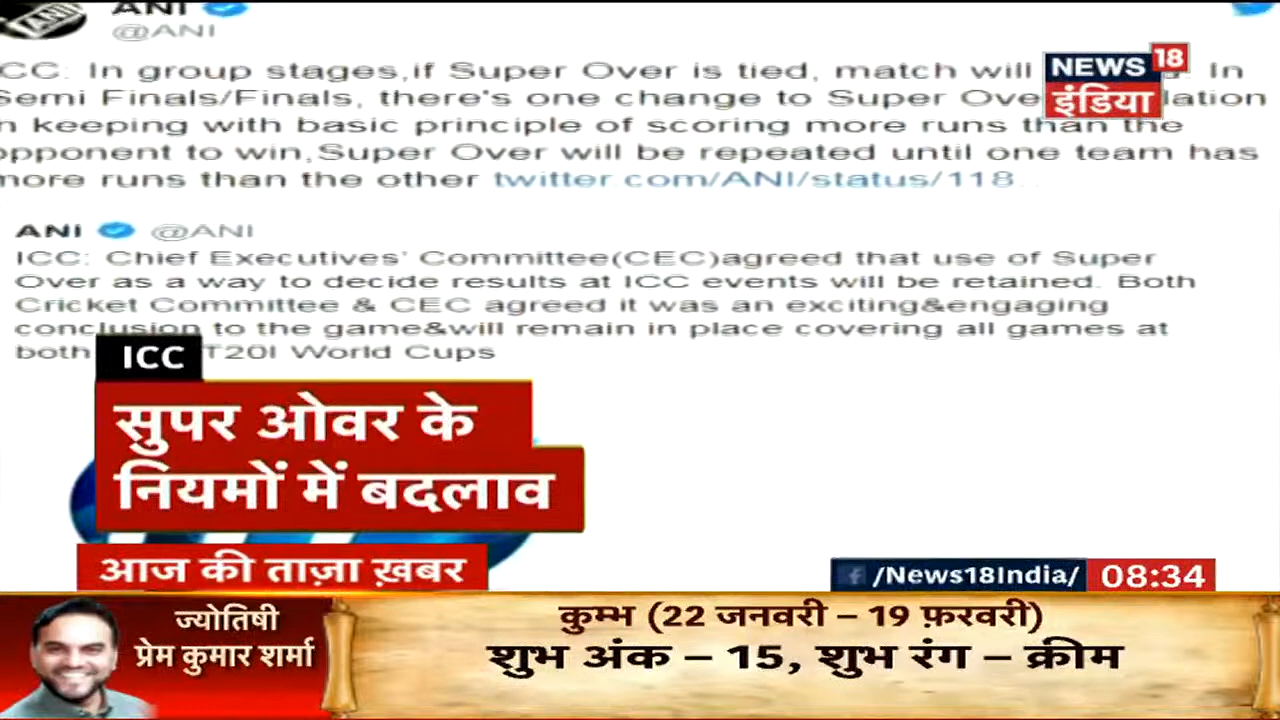 ANI
@ANI
CC: In group stages,if Super Over is tied, match will In
Semi Finals/Finals, there's one change to Super Ove lation
n keeping with basic principle of scoring more runs than the
opponent to win,Super Over will be repeated until one team has
more runs than the other twitter.com/ANI/status/118...
NEWS 18
इंडिया
ANI @ANI
ICC: Chief Executives' Committee(CEC)agreed that use of Super
Over as a way to decide results at ICC events will be retained. Both
Cricket Committee & CEC agreed it was an exciting&engaging
conclusion to the game&will remain in place covering all games at
both T20I World Cups
ICC
सुपर ओवर के
नियमों में बदलाव
आज की ताज़ा ख़बर
/News18India/ 08:34
ज्योतिषी
प्रेम कुमार शर्मा
कुम्भ (22 जनवरी – 19 फ़रवरी)
शुभ अंक – 15, शुभ रंग – क्रीम